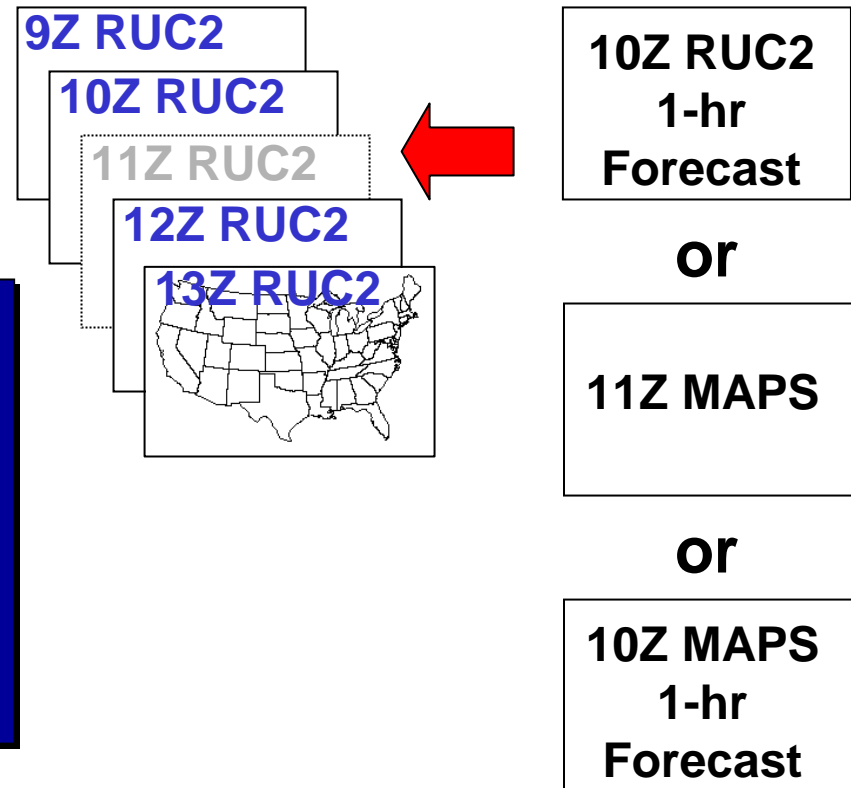 9Z RUC2
10Z RUC2
11Z RUC2
12Z RUC2
13Z RUC2
10Z RUC2
1-hr
Forecast
or
11Z MAPS
or
10Z MAPS
1-hr
Forecast